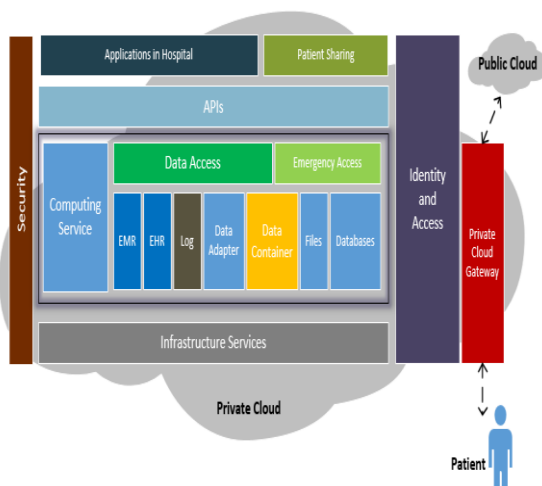 Applications in Hospital
Patient Sharing
Public Cloud
Security
APIs
Identity
and
Access
Data Access
Emergency Access
Computing
Service
EMR
EHR
Log
Data
Adapter
Data
Container
Files
Databases
Private
Cloud
Gateway
Infrastructure Services
Private Cloud
Patient